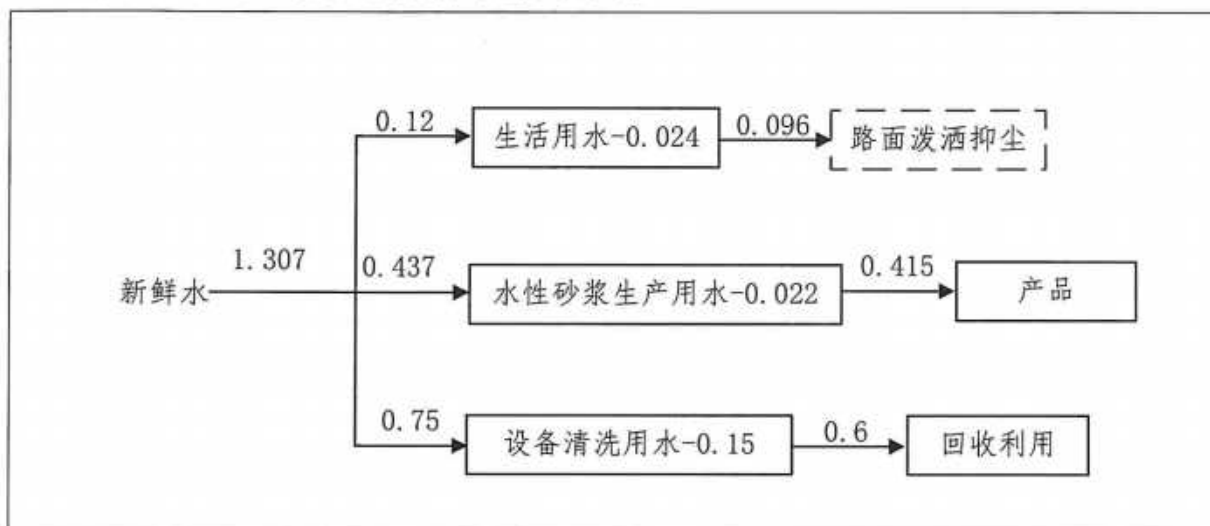 0.12
生活用水-0.024
0.096
路面泼洒抑尘
新鲜水
1.307
0.437
水性砂浆生产用水-0.022
0.415
产品
0.75
设备清洗用水-0.15
0.6
回收利用